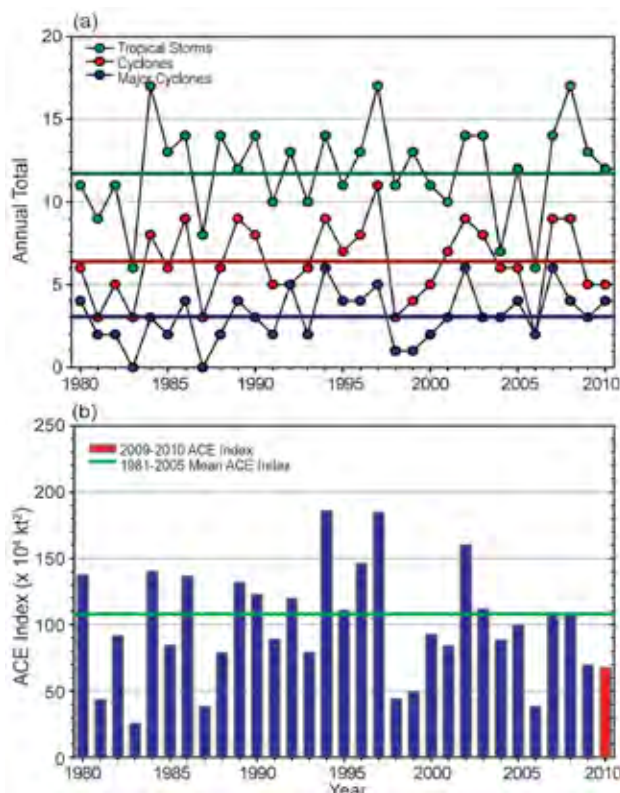 (a)
20
Tropical Storms
Cyclones
Major Cyclones
15
Annual Total
10
5
0
1980 1985 1990 1995 2000 2005 2010
(b)
250
2009-2010 ACE Index
1981-2005 Mean ACE Index
200
ACE Index (x 10⁴ kt²)
150
100
50
0
1980 1985 1990 1995 2000 2005 2010
Year